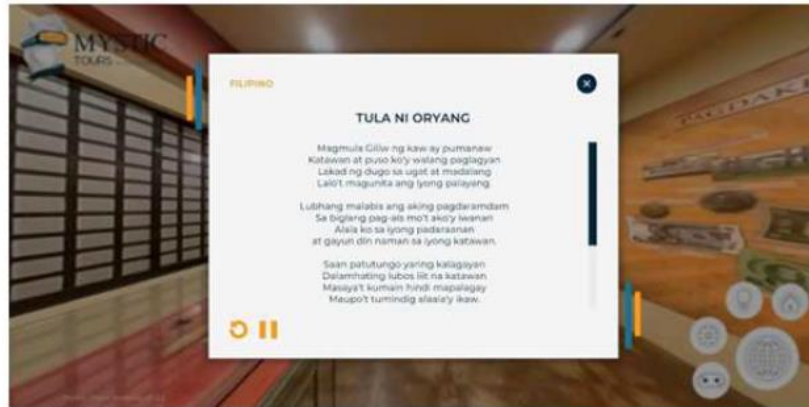 MYSTIC
TOURS
FILIPINO
TULA NI ORYANG
Magmula Giliw ng kaw ay pumanaw
Katawan at puso ko'y walang paglagyan
Lakad ng dugo sa ugat at madalang
Lalo't magunita ang iyong palayang.
Lubhang malabis ang aking pagdaramdam
Sa biglang pag-alis mo't ako'y iwanan
Alala ko sa iyong padaraanan
at gayun din naman sa iyong katawan.
Saan patutungo yaring kalagayan
Dalamhating lubos liit na katawan
Masaya't kumain hindi mapalagay
Maupo't tumindig alaala'y ikaw.